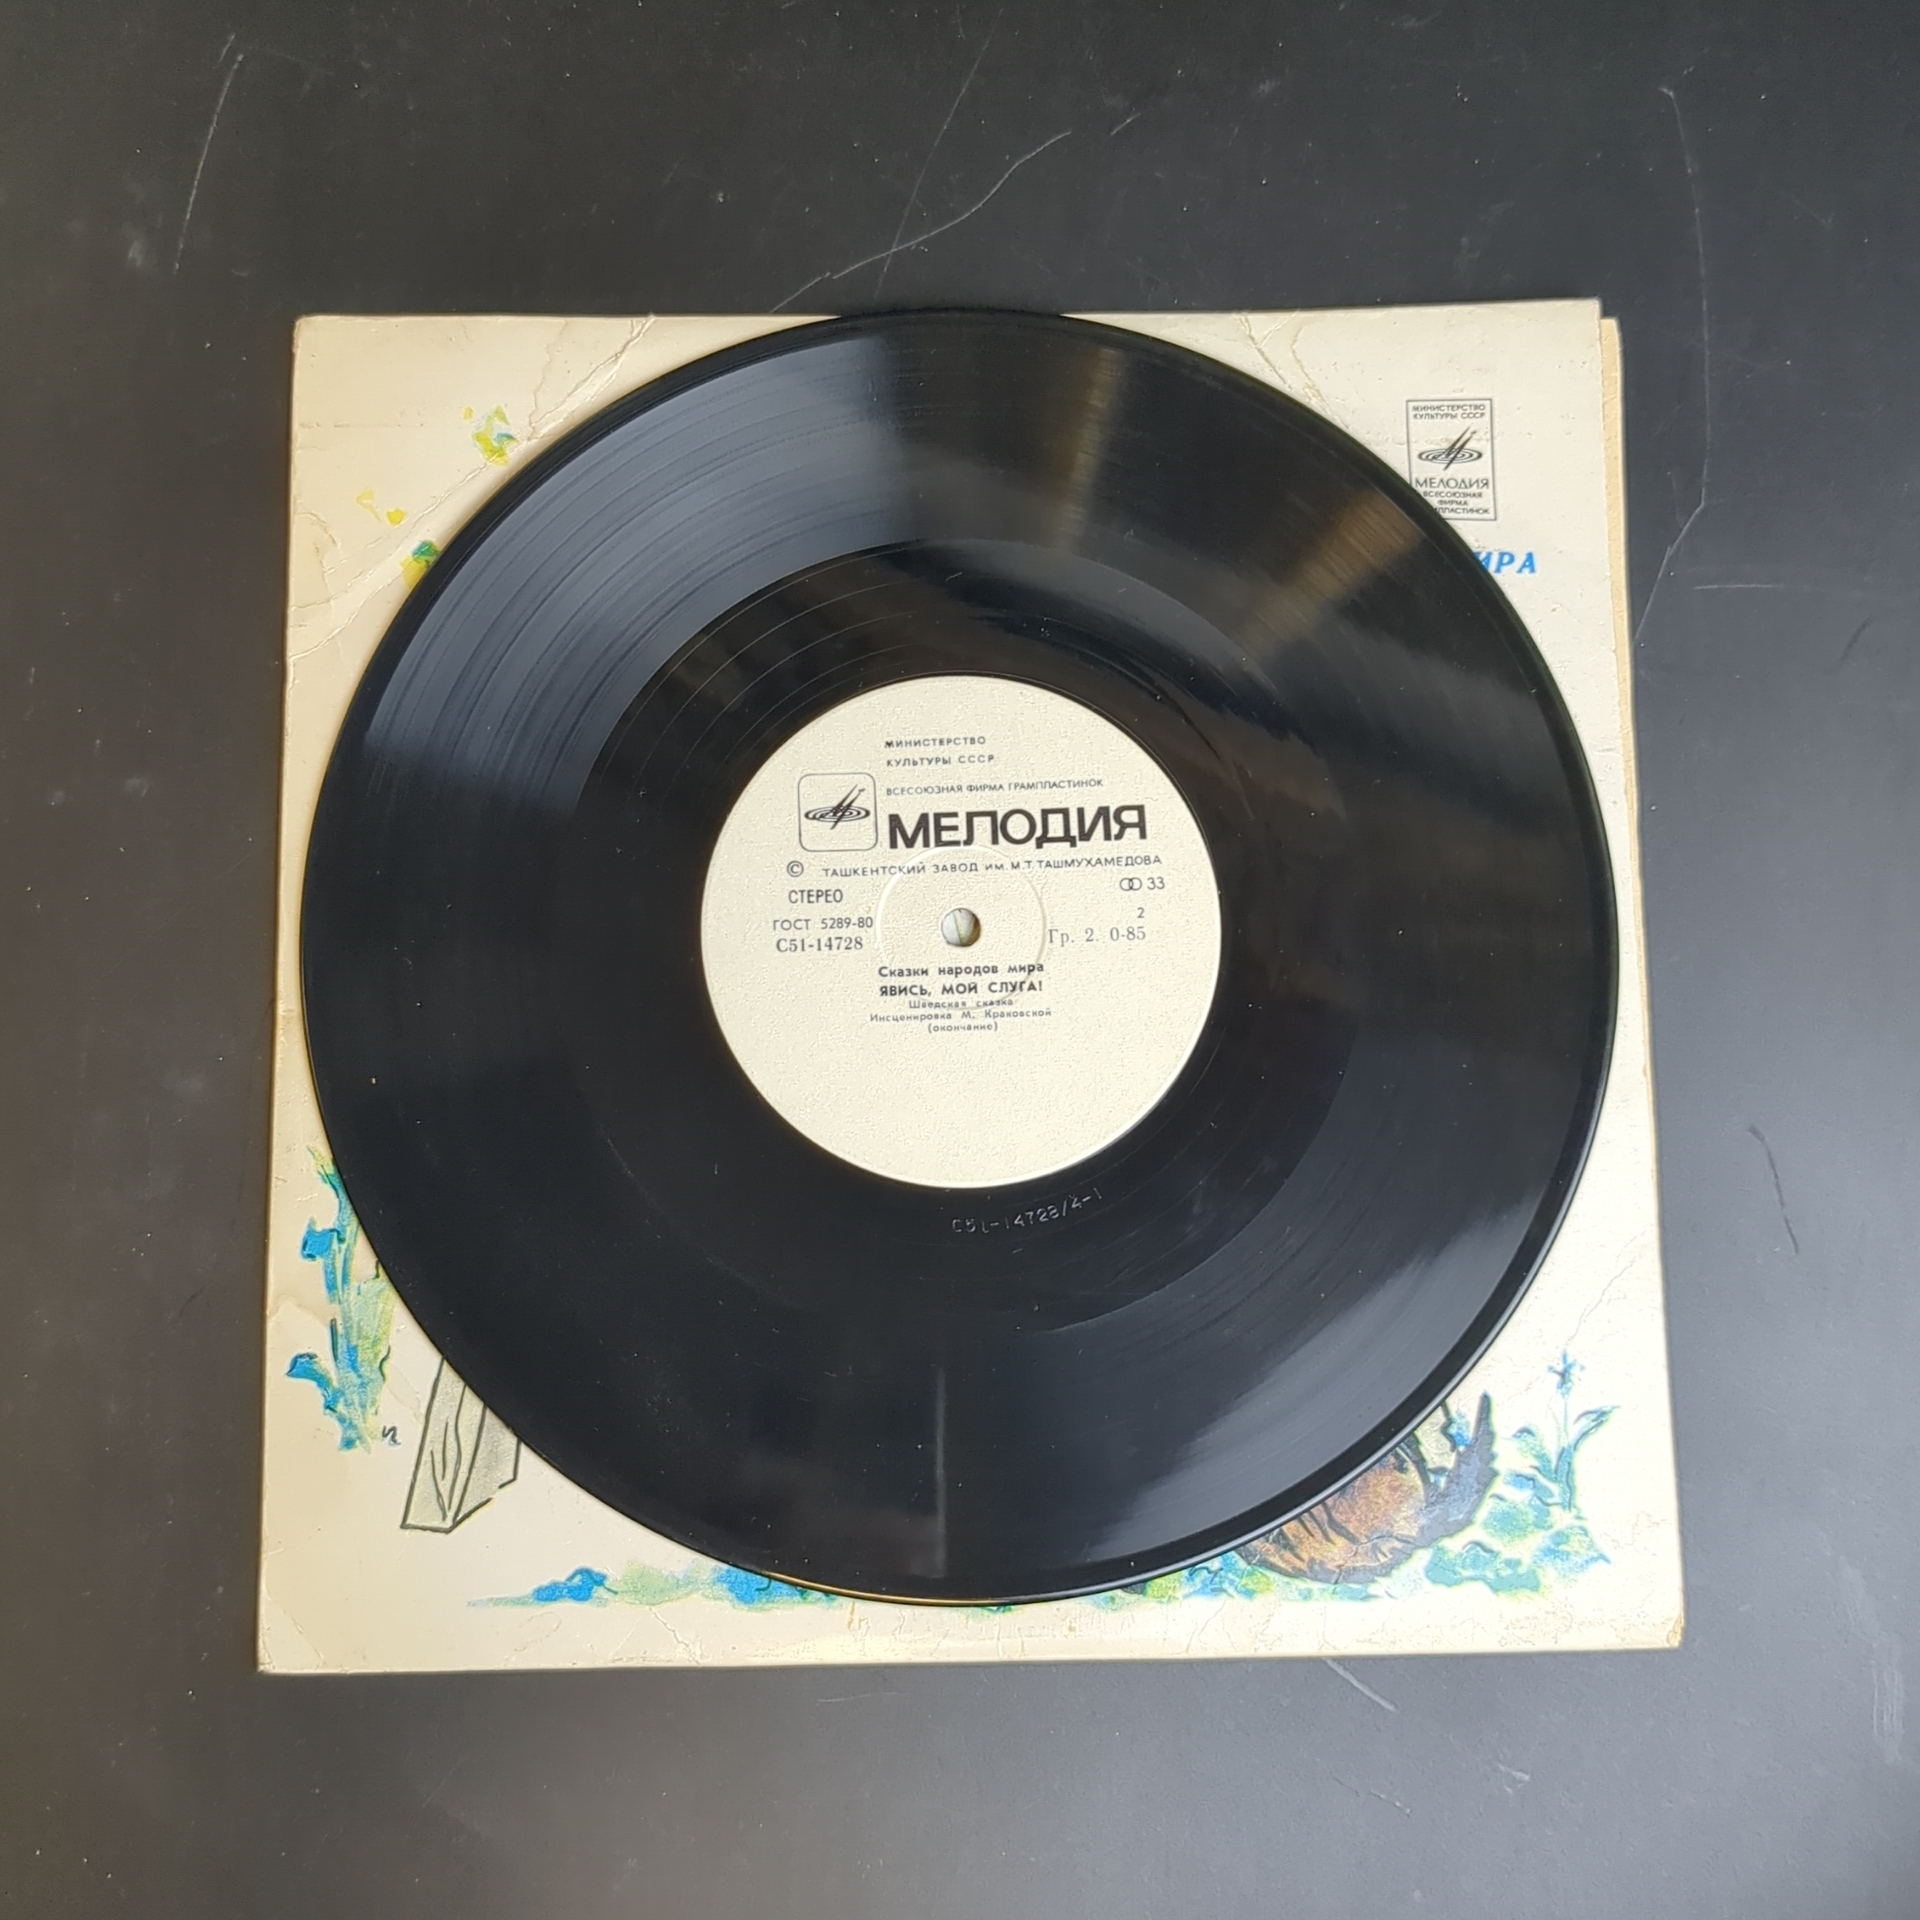 МИНИСТЕРСТВО
КУЛЬТУРЫ СССР
МЕЛОДИЯ
ВСЕСОЮЗНАЯ
ФИРМА
ИРА
МИНИСТЕРСТВО
КУЛЬТУРЫ СССР
ВСЕСОЮЗНАЯ ФИРМА ГРАМПЛАСТИНОК
МЕЛОДИЯ
© ТАШКЕНТСКИЙ ЗАВОД ИМ. М.Т. ТАШМУХАМЕДОВА
СТЕРЕО 33
ГОСТ 5289-80 2
С51-14728 Гр. 2. 0-85
Сказки народов мира
ЯВИСЬ, МОЙ СЛУГА!
Шведская сказка
Инсценировка М. Краковской
(окончание)
С51-14728/4-1